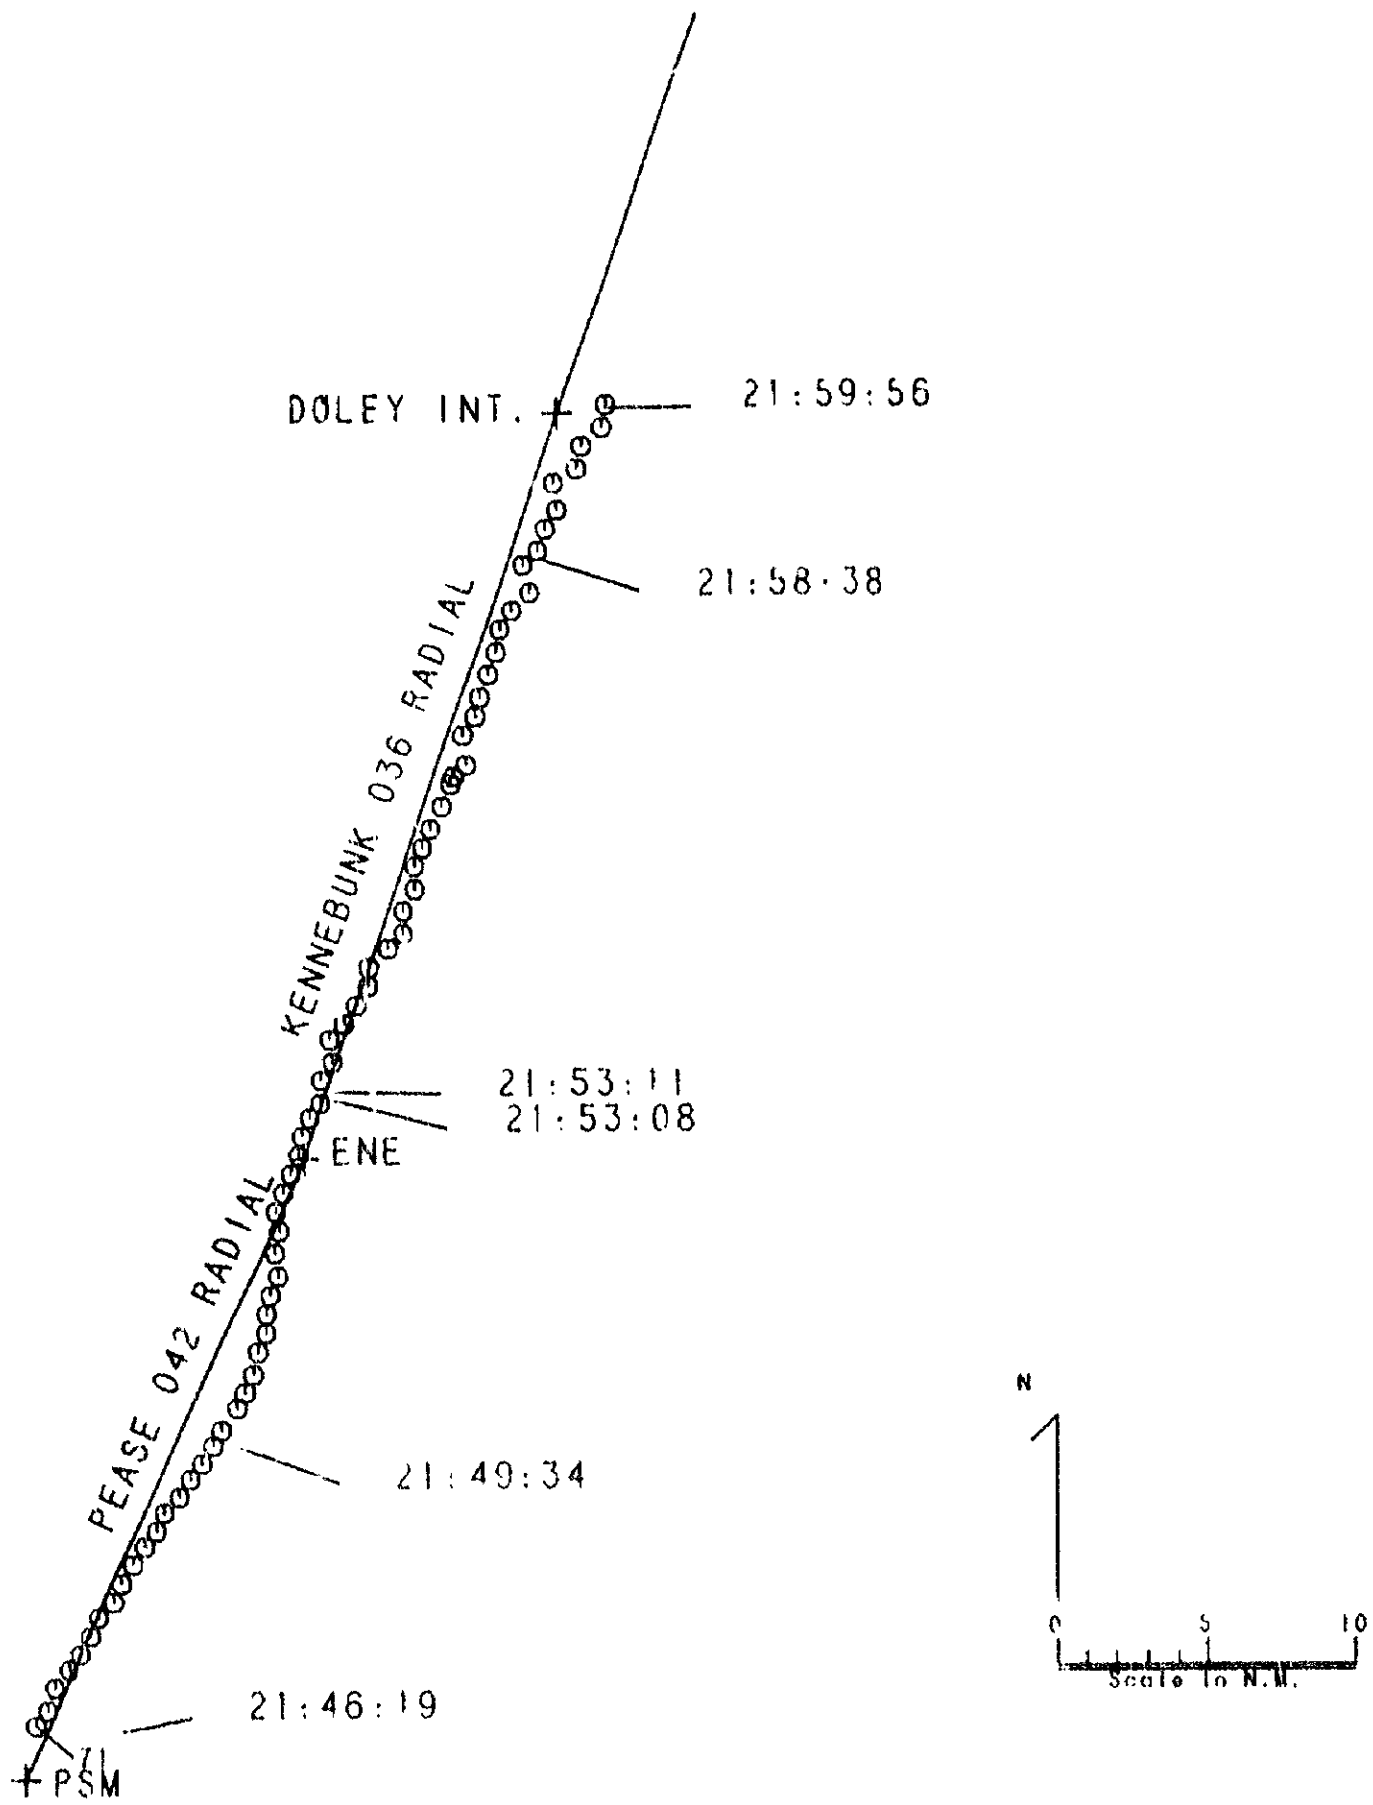 DOLEY INT.
21:59:56
21:58:38
KENNEBUNK 036 RADIAL
21:53:11
21:53:08
ENE
PEASE 042 RADIAL
N
21:49:34
0 5 10
Scale in N.M.
21:46:19
PSM